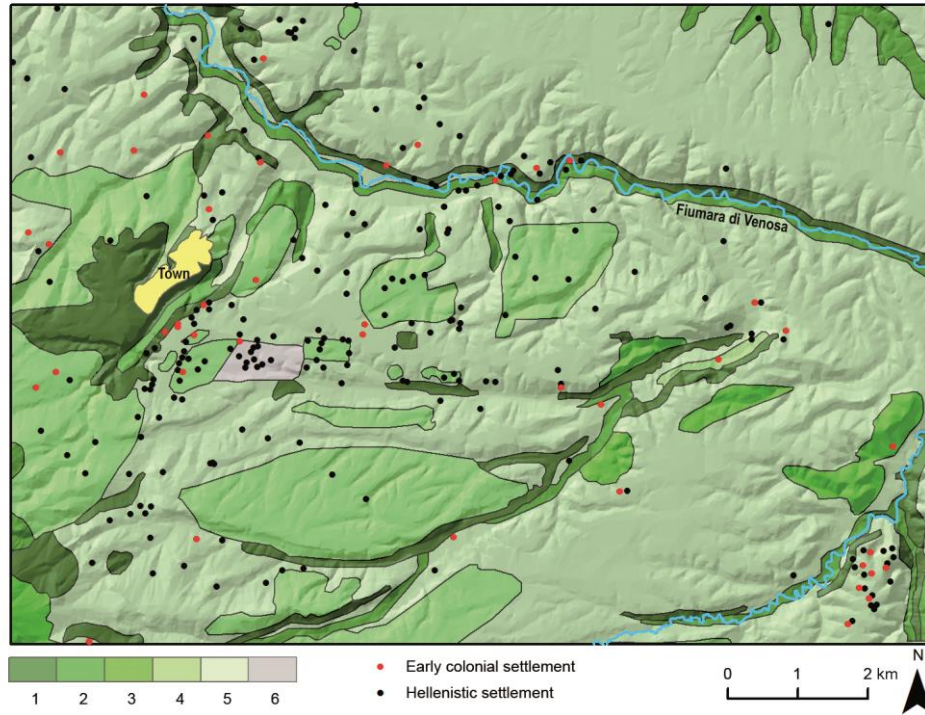 Fiumara di Venosa
Town
1 2 3 4 5 6
Early colonial settlement
Hellenistic settlement
0 1 2 km
N